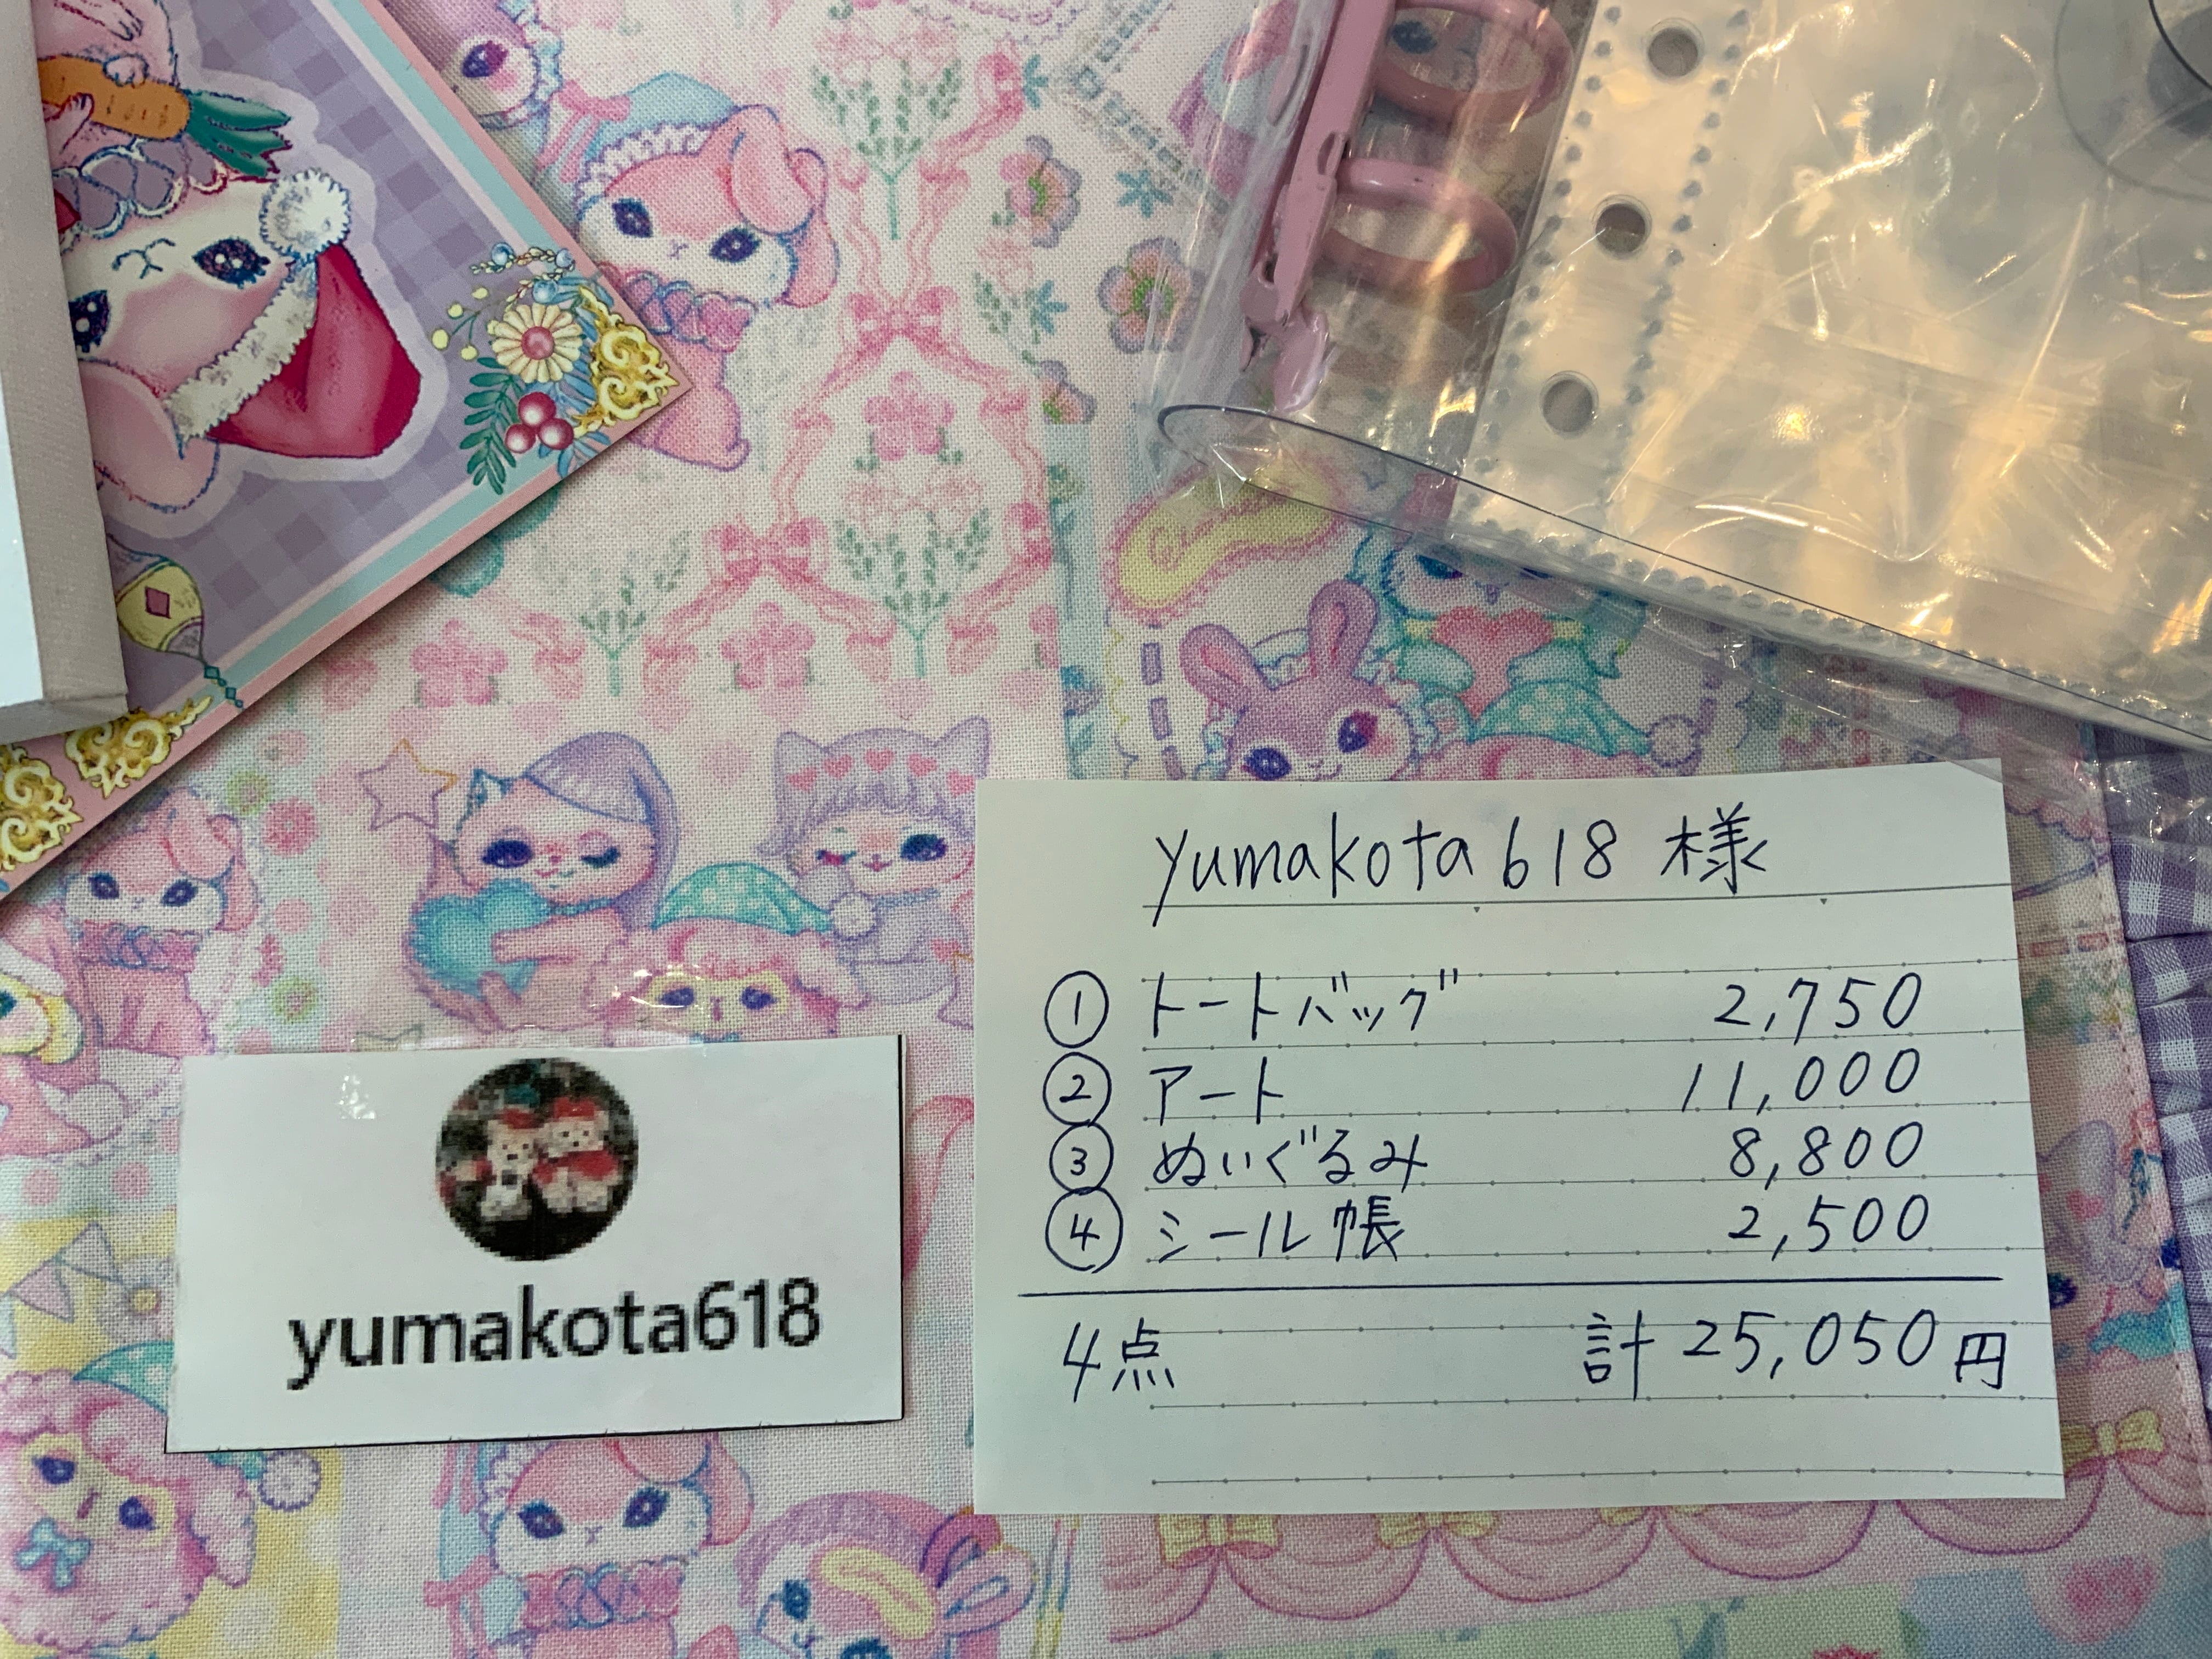 yumakota618 様
① トートバッグ 2,750
② アート 11,000
③ ぬいぐるみ 8,800
④ シール帳 2,500
4点 計 25,050円
yumakota618